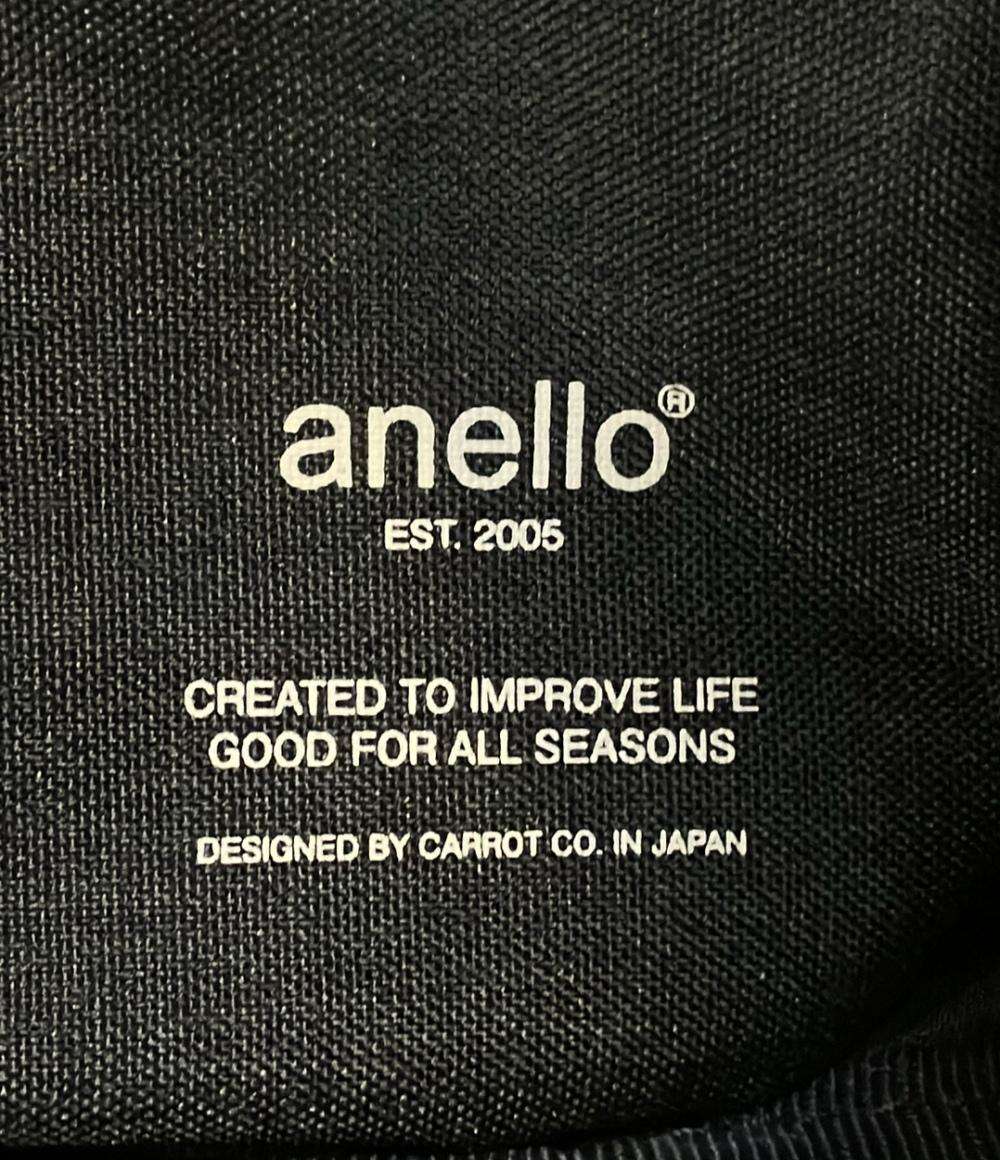 anello®
EST. 2005
CREATED TO IMPROVE LIFE
GOOD FOR ALL SEASONS
DESIGNED BY CARROT CO. IN JAPAN